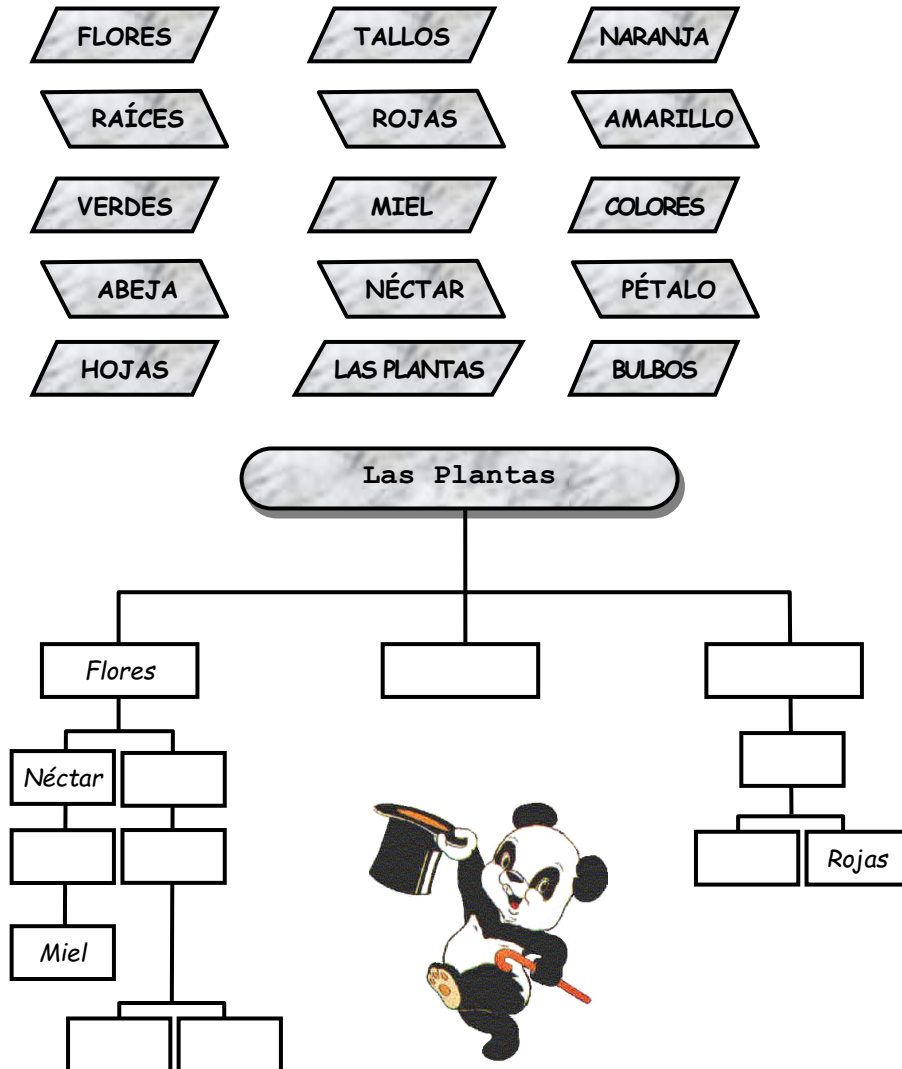 FLORES TALLOS NARANJA
RAÍCES ROJAS AMARILLO
VERDES MIEL COLORES
ABEJA NÉCTAR PÉTALO
HOJAS LAS PLANTAS BULBOS
Las Plantas
Flores
Néctar
Rojas
Miel